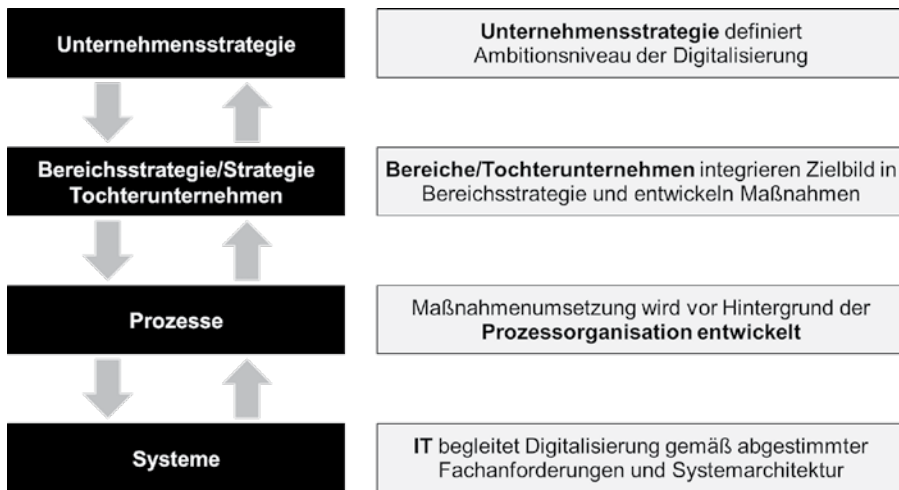 Unternehmensstrategie
Unternehmensstrategie definiert
Ambitionsniveau der Digitalisierung
Bereichsstrategie/Strategie
Tochterunternehmen
Bereiche/Tochterunternehmen integrieren Zielbild in
Bereichsstrategie und entwickeln Maßnahmen
Prozesse
Maßnahmenumsetzung wird vor Hintergrund der
Prozessorganisation entwickelt
Systeme
IT begleitet Digitalisierung gemäß abgestimmter
Fachanforderungen und Systemarchitektur